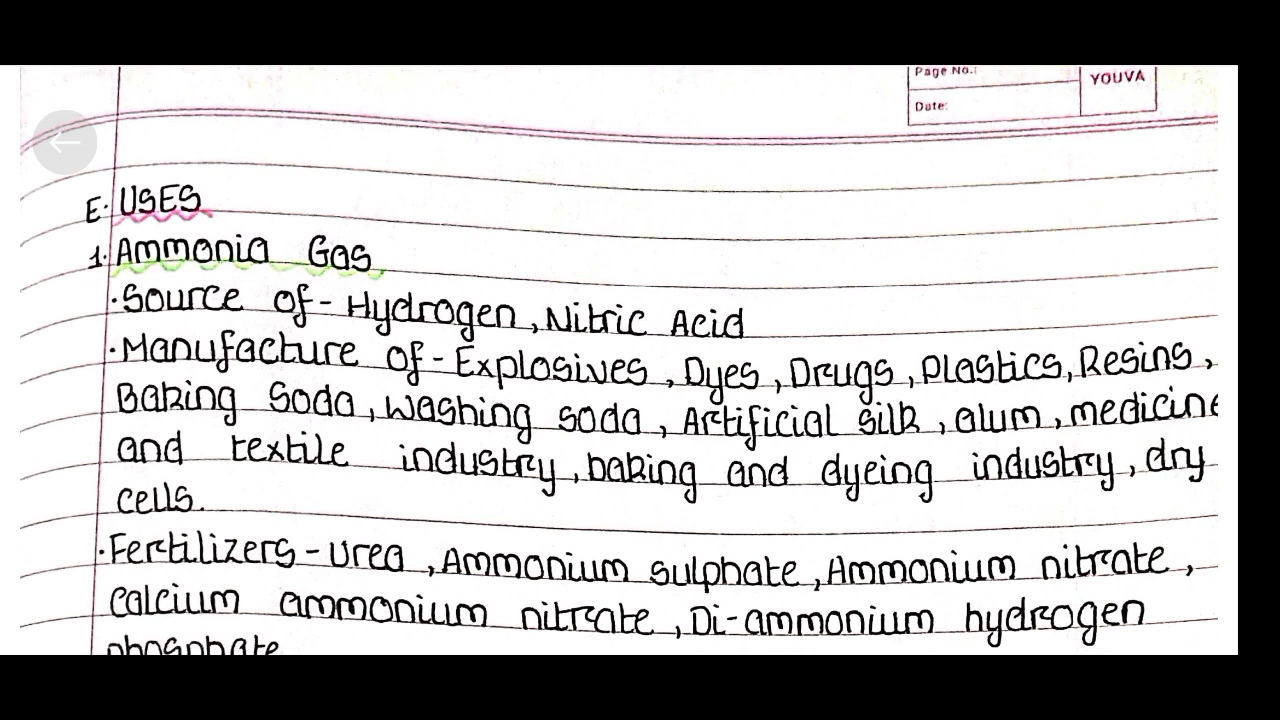 Page No.:
YOUVA
Date:
E. USES
1. Ammonia Gas
·Source of - Hydrogen, Nitric Acid
·Manufacture of - Explosives, Dyes, Drugs, Plastics, Resins,
Baking Soda, Washing soda, Artificial silk, alum, medicine
and textile industry, baking and dyeing industry, dry
cells.
·Fertilizers - Urea, Ammonium sulphate, Ammonium nitrate,
calcium ammonium nitrate, Di-ammonium hydrogen
phosphate